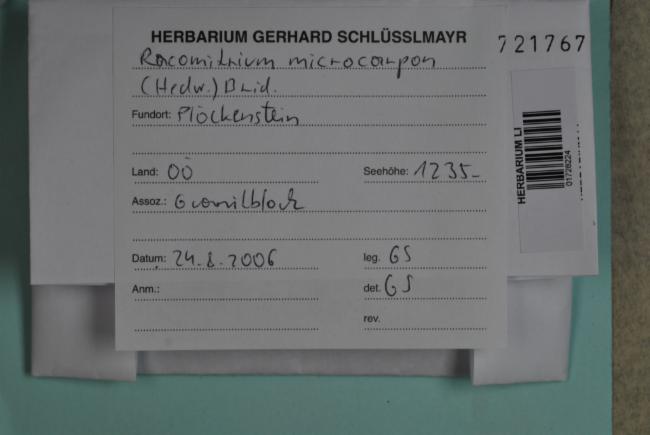 HERBARIUM GERHARD SCHLÜSSLMAYR
721767
Racomitrium microcarpon
(Hedw.) Brid.
Fundort: Plöckenstein
Land: OÖ Seehöhe: 1235-
Assoz.: Granitblock
Datum: 24.8.2006 leg. GS
Anm.: det. GS
rev.
HERBARIUM LI
01728224